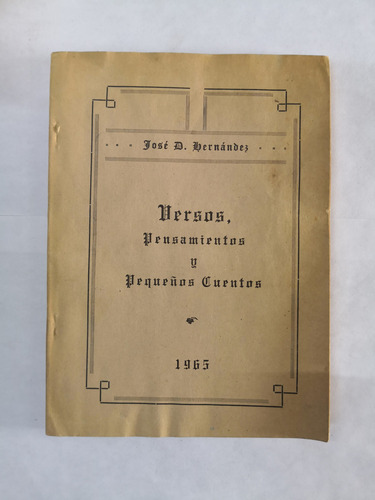 José D. Hernández
Versos,
Pensamientos
y
Pequeños Cuentos
1965